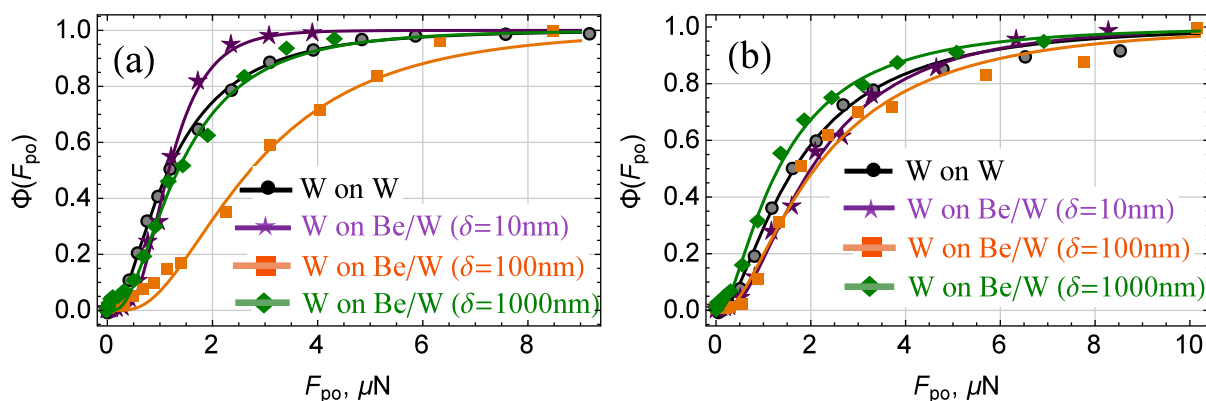 (a)
1.0
0.8
0.6
0.4
0.2
0.0
Φ(Fpo)
W on W
W on Be/W (δ=10nm)
W on Be/W (δ=100nm)
W on Be/W (δ=1000nm)
0 2 4 6 8
Fpo, μN
(b)
1.0
0.8
0.6
0.4
0.2
0.0
Φ(Fpo)
W on W
W on Be/W (δ=10nm)
W on Be/W (δ=100nm)
W on Be/W (δ=1000nm)
0 2 4 6 8 10
Fpo, μN